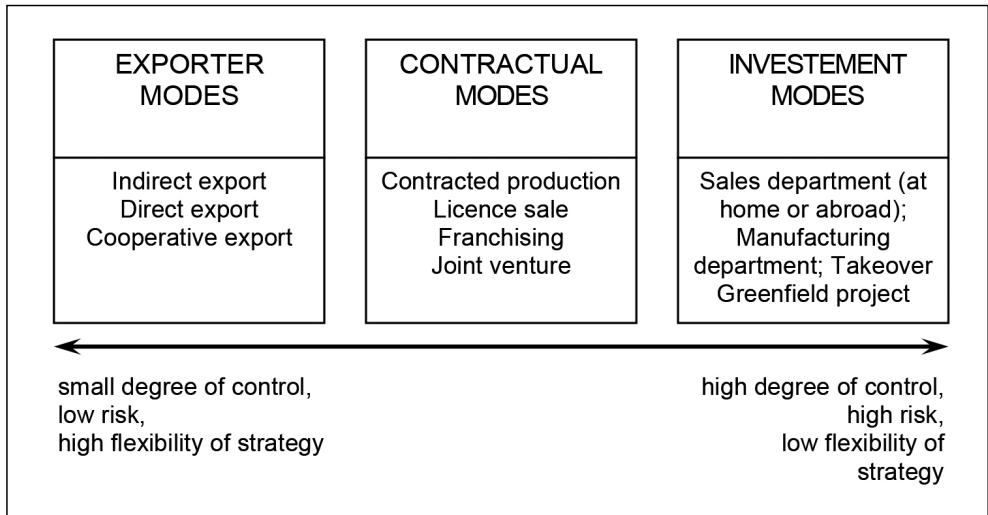 EXPORTER
MODES
Indirect export
Direct export
Cooperative export
CONTRACTUAL
MODES
Contracted production
Licence sale
Franchising
Joint venture
INVESTEMENT
MODES
Sales department (at
home or abroad);
Manufacturing
department; Takeover
Greenfield project
small degree of control,
low risk,
high flexibility of strategy
high degree of control,
high risk,
low flexibility of
strategy